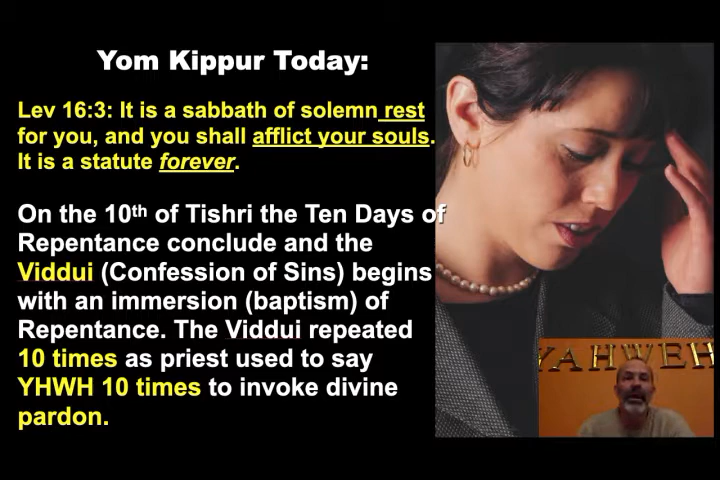 Yom Kippur Today:
Lev 16:3: It is a sabbath of solemn rest
for you, and you shall afflict your souls.
It is a statute forever.
On the 10th of Tishri the Ten Days of
Repentance conclude and the
Viddui (Confession of Sins) begins
with an immersion (baptism) of
Repentance. The Viddui repeated
10 times as priest used to say
YHWH 10 times to invoke divine
pardon.
YAHWEH